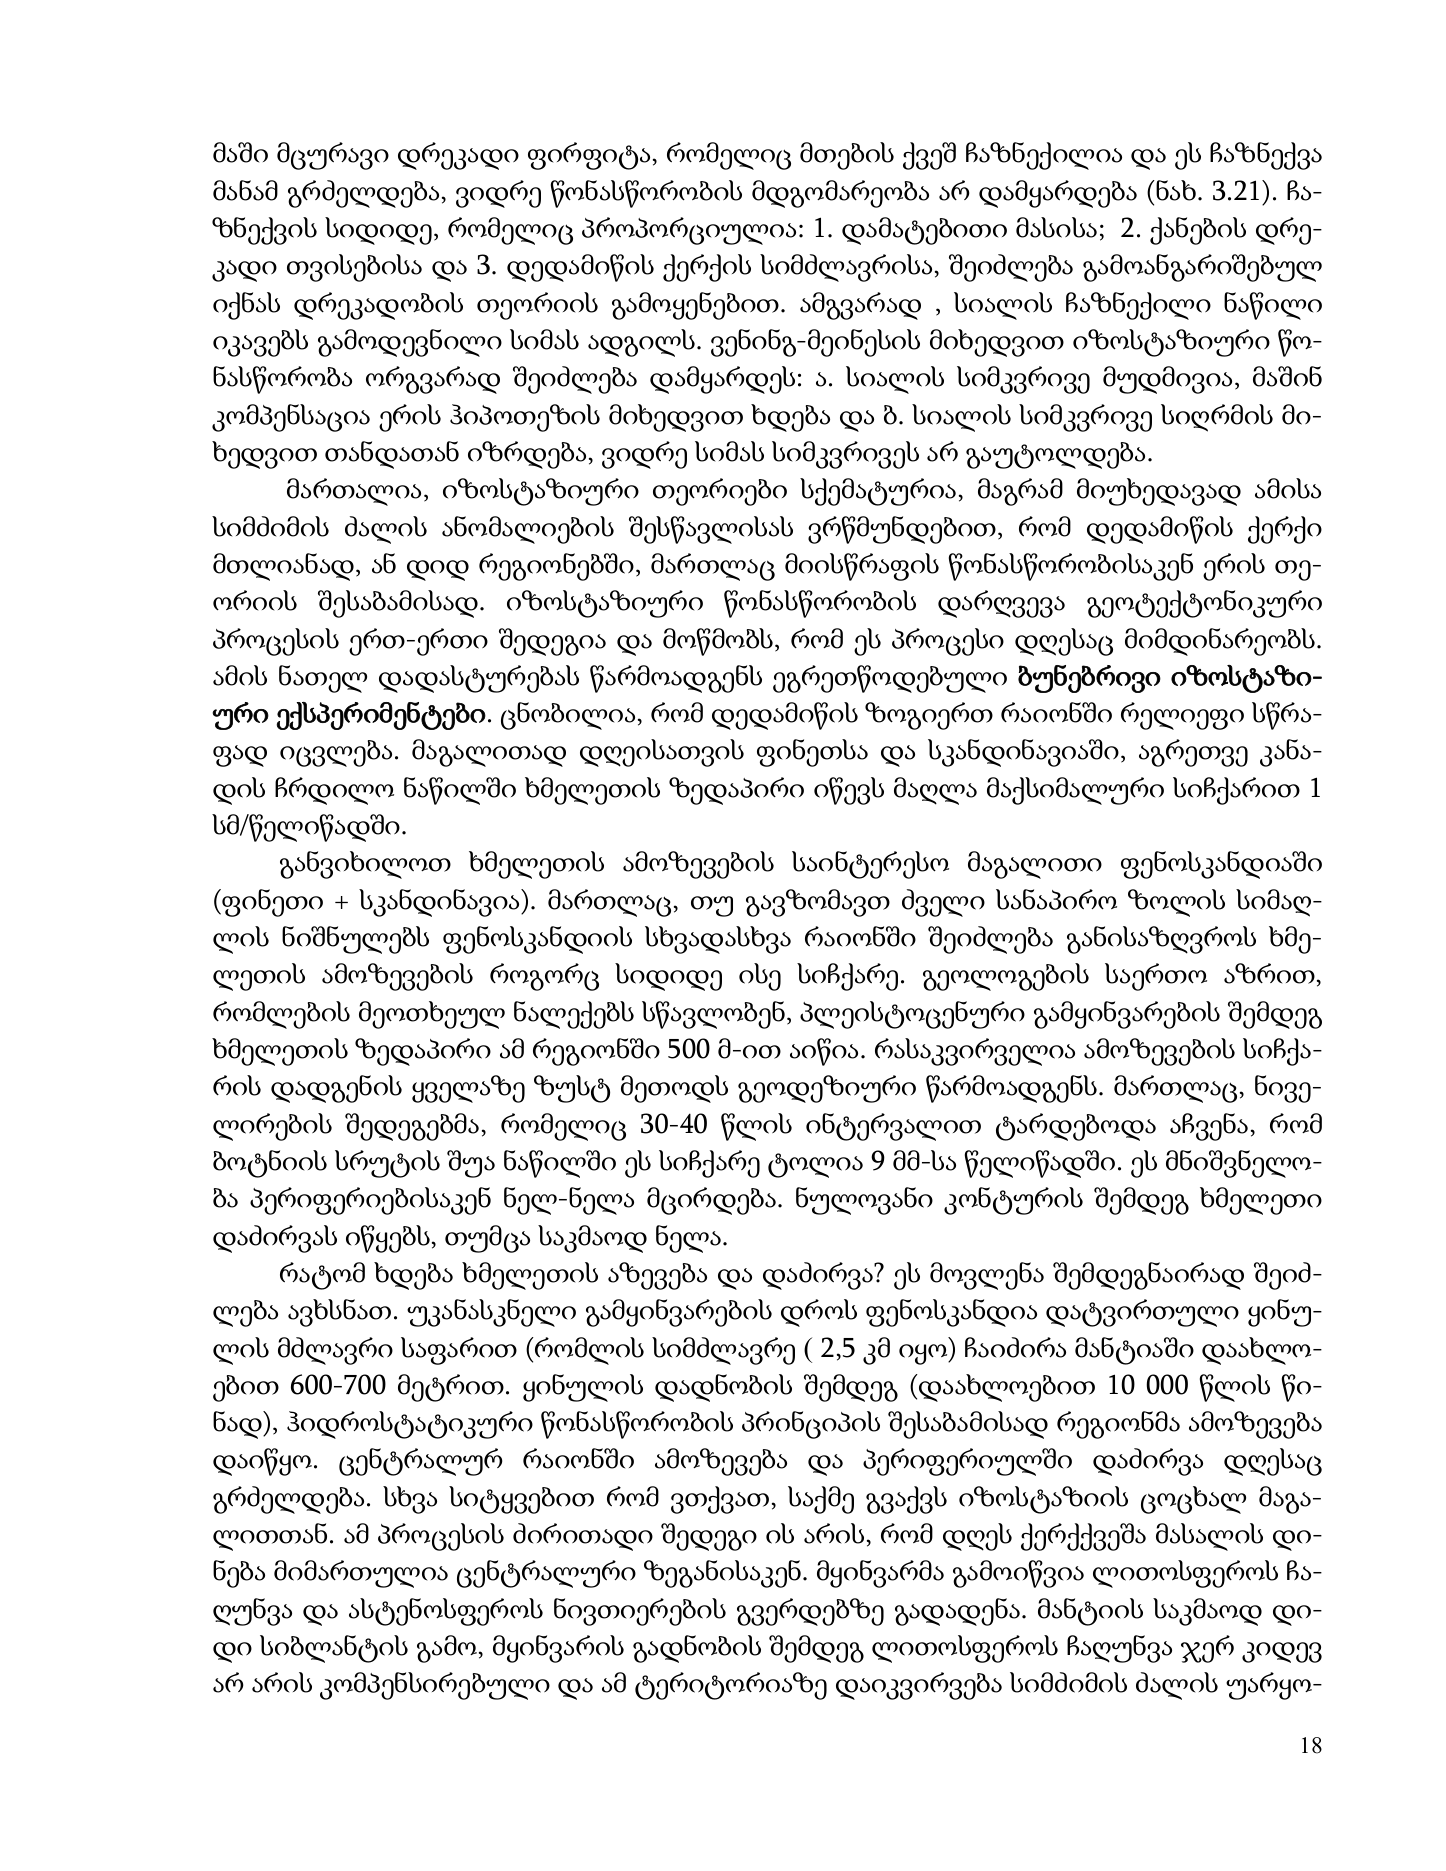 მაში მცურავი დრეკადი ფირფიტა, რომელიც მთების ქვეშ ჩაზნექილია და ეს ჩაზნექვა
მანამ გრძელდება, ვიდრე წონასწორობის მდგომარეობა არ დამყარდება (ნახ. 3.21). ჩა-
ზნექვის სიდიდე, რომელიც პროპორციულია: 1. დამატებითი მასისა;  2. ქანების დრე-
კადი თვისებისა და 3. დედამიწის ქერქის სიმძლავრისა, შეიძლება გამოანგარიშებულ
იქნას დრეკადობის თეორიის გამოყენებით. ამგვარად , სიალის ჩაზნექილი ნაწილი
იკავებს გამოდევნილი სიმას ადგილს. ვენინგ-მეინესის მიხედვით იზოსტაზიური წო-
ნასწორობა ორგვარად შეიძლება დამყარდეს: ა. სიალის სიმკვრივე მუდმივია, მაშინ
კომპენსაცია ერის ჰიპოთეზის მიხედვით ხდება და ბ. სიალის სიმკვრივე სიღრმის მი-
ხედვით თანდათან იზრდება, ვიდრე სიმას სიმკვრივეს არ გაუტოლდება.
მართალია, იზოსტაზიური თეორიები სქემატურია, მაგრამ მიუხედავად ამისა
სიმძიმის ძალის ანომალიების შესწავლისას ვრწმუნდებით, რომ დედამიწის ქერქი
მთლიანად, ან დიდ რეგიონებში, მართლაც მიისწრაფის წონასწორობისაკენ ერის თე-
ორიის შესაბამისად. იზოსტაზიური წონასწორობის დარღვევა გეოტექტონიკური
პროცესის ერთ-ერთი შედეგია და მოწმობს, რომ ეს პროცესი დღესაც მიმდინარეობს.
ამის ნათელ დადასტურებას წარმოადგენს ეგრეთწოდებული ბუნებრივი იზოსტაზი-
ური ექსპერიმენტები. ცნობილია, რომ დედამიწის ზოგიერთ რაიონში რელიეფი სწრა-
ფად იცვლება. მაგალითად დღეისათვის ფინეთსა და სკანდინავიაში, აგრეთვე კანა-
დის ჩრდილო ნაწილში ხმელეთის ზედაპირი იწევს მაღლა მაქსიმალური სიჩქარით 1
სმ/წელიწადში.
განვიხილოთ ხმელეთის ამოზევების საინტერესო მაგალითი ფენოსკანდიაში
(ფინეთი + სკანდინავია). მართლაც, თუ გავზომავთ ძველი სანაპირო ზოლის სიმაღ-
ლის ნიშნულებს ფენოსკანდიის სხვადასხვა რაიონში შეიძლება განისაზღვროს ხმე-
ლეთის ამოზევების როგორც სიდიდე ისე სიჩქარე. გეოლოგების საერთო აზრით,
რომლების მეოთხეულ ნალექებს სწავლობენ, პლეისტოცენური გამყინვარების შემდეგ
ხმელეთის ზედაპირი ამ რეგიონში 500 მ-ით აიწია. რასაკვირველია ამოზევების სიჩქა-
რის დადგენის ყველაზე ზუსტ მეთოდს გეოდეზიური წარმოადგენს. მართლაც, ნივე-
ლირების შედეგებმა, რომელიც 30-40 წლის ინტერვალით ტარდებოდა აჩვენა, რომ
ბოტნიის სრუტის შუა ნაწილში ეს სიჩქარე ტოლია 9 მმ-სა წელიწადში. ეს მნიშვნელო-
ბა პერიფერიებისაკენ ნელ-ნელა მცირდება. ნულოვანი კონტურის შემდეგ ხმელეთი
დაძირვას იწყებს, თუმცა საკმაოდ ნელა.
რატომ ხდება ხმელეთის აზევება და დაძირვა? ეს მოვლენა შემდეგნაირად შეიძ-
ლება ავხსნათ. უკანასკნელი გამყინვარების დროს ფენოსკანდია დატვირთული ყინუ-
ლის მძლავრი საფარით (რომლის სიმძლავრე ( 2,5 კმ იყო) ჩაიძირა მანტიაში დაახლო-
ებით 600-700 მეტრით. ყინულის დადნობის შემდეგ (დაახლოებით 10 000 წლის წი-
ნად), ჰიდროსტატიკური წონასწორობის პრინციპის შესაბამისად რეგიონმა ამოზევება
დაიწყო. ცენტრალურ რაიონში ამოზევება და პერიფერიულში დაძირვა დღესაც
გრძელდება. სხვა სიტყვებით რომ ვთქვათ, საქმე გვაქვს იზოსტაზიის ცოცხალ მაგა-
ლითთან. ამ პროცესის ძირითადი შედეგი ის არის, რომ დღეს ქერქქვეშა მასალის დი-
ნება მიმართულია ცენტრალური ზეგანისაკენ. მყინვარმა გამოიწვია ლითოსფეროს ჩა-
ღუნვა და ასტენოსფეროს ნივთიერების გვერდებზე გადადენა. მანტიის საკმაოდ დი-
დი სიბლანტის გამო, მყინვარის გადნობის შემდეგ ლითოსფეროს ჩაღუნვა ჯერ კიდევ
არ არის კომპენსირებული და ამ ტერიტორიაზე დაიკვირვება სიმძიმის ძალის უარყო-
18